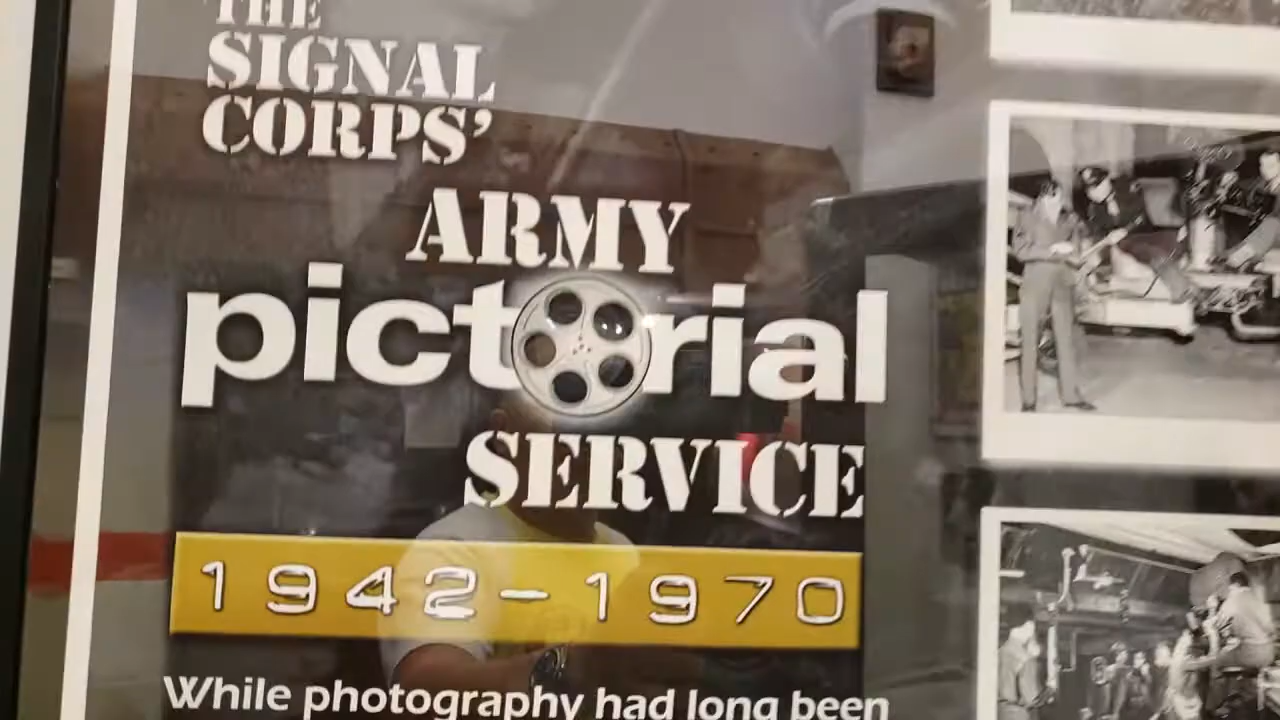 THE
SIGNAL
CORPS'
ARMY
pictorial
SERVICE
1942-1970
While photography had long been